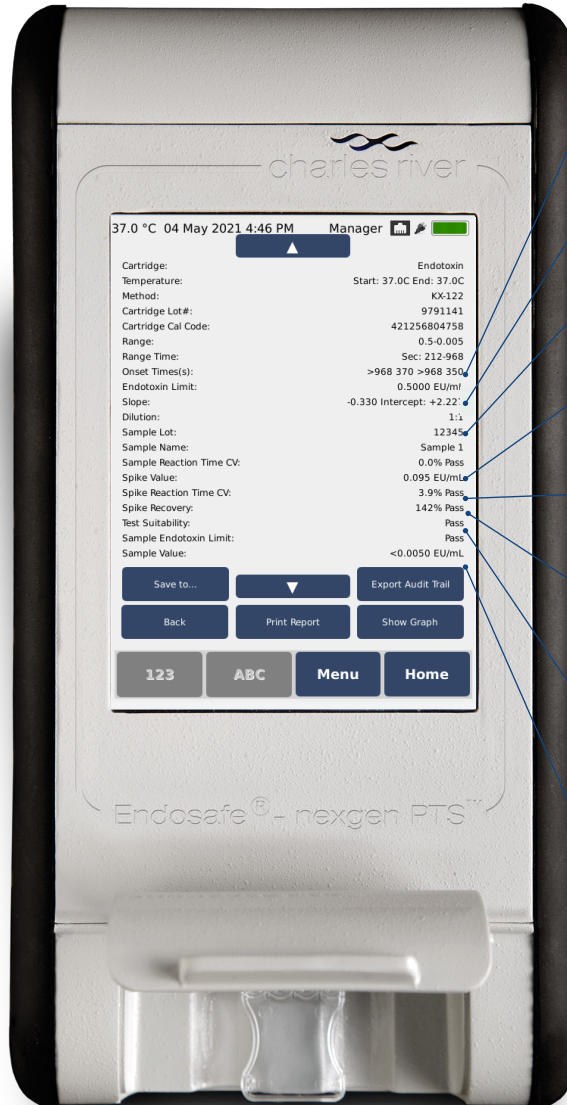 charles river
37.0 °C 04 May 2021 4:46 PM Manager
Cartridge: Endotoxin
Temperature: Start: 37.0C End: 37.0C
Method: KX-122
Cartridge Lot#: 9791141
Cartridge Cal Code: 421256804758
Range: 0.5-0.005
Range Time: Sec: 212-968
Onset Times(s): >968 370 >968 350
Endotoxin Limit: 0.5000 EU/ml
Slope: -0.330 Intercept: +2.227
Dilution: 1:1
Sample Lot: 12345
Sample Name: Sample 1
Sample Reaction Time CV: 0.0% Pass
Spike Value: 0.095 EU/mL
Spike Reaction Time CV: 3.9% Pass
Spike Recovery: 142% Pass
Test Suitability: Pass
Sample Endotoxin Limit: Pass
Sample Value: <0.0050 EU/mL
Save to... Export Audit Trail
Back Print Report Show Graph
123 ABC Menu Home
Endosafe® - nexgen PTS™